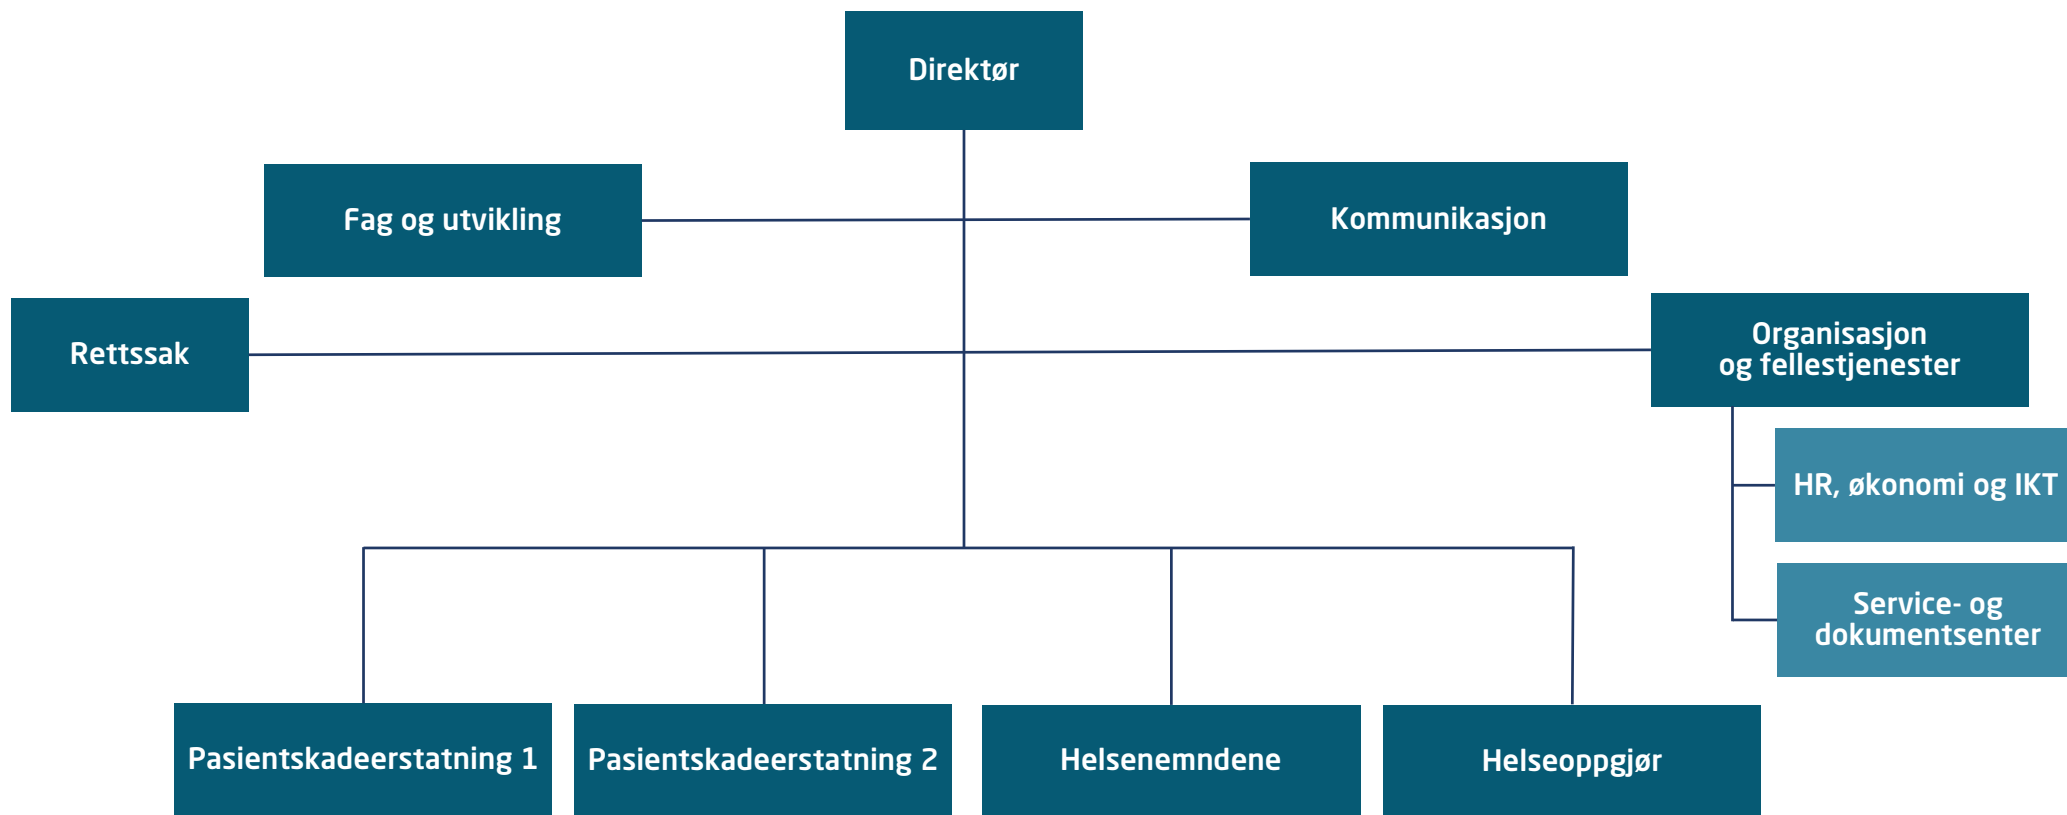 Direktør
Fag og utvikling
Kommunikasjon
Rettssak
Organisasjon
og fellestjenester
HR, økonomi og IKT
Service- og
dokumentsenter
Pasientskadeerstatning 1
Pasientskadeerstatning 2
Helsenemndene
Helseoppgjør